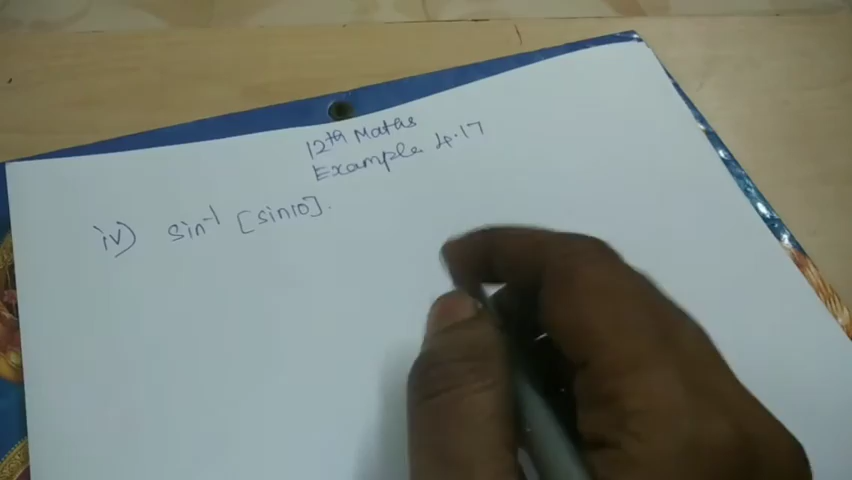 12th Maths
Example 4.17
iv) sin⁻¹ [sin10].